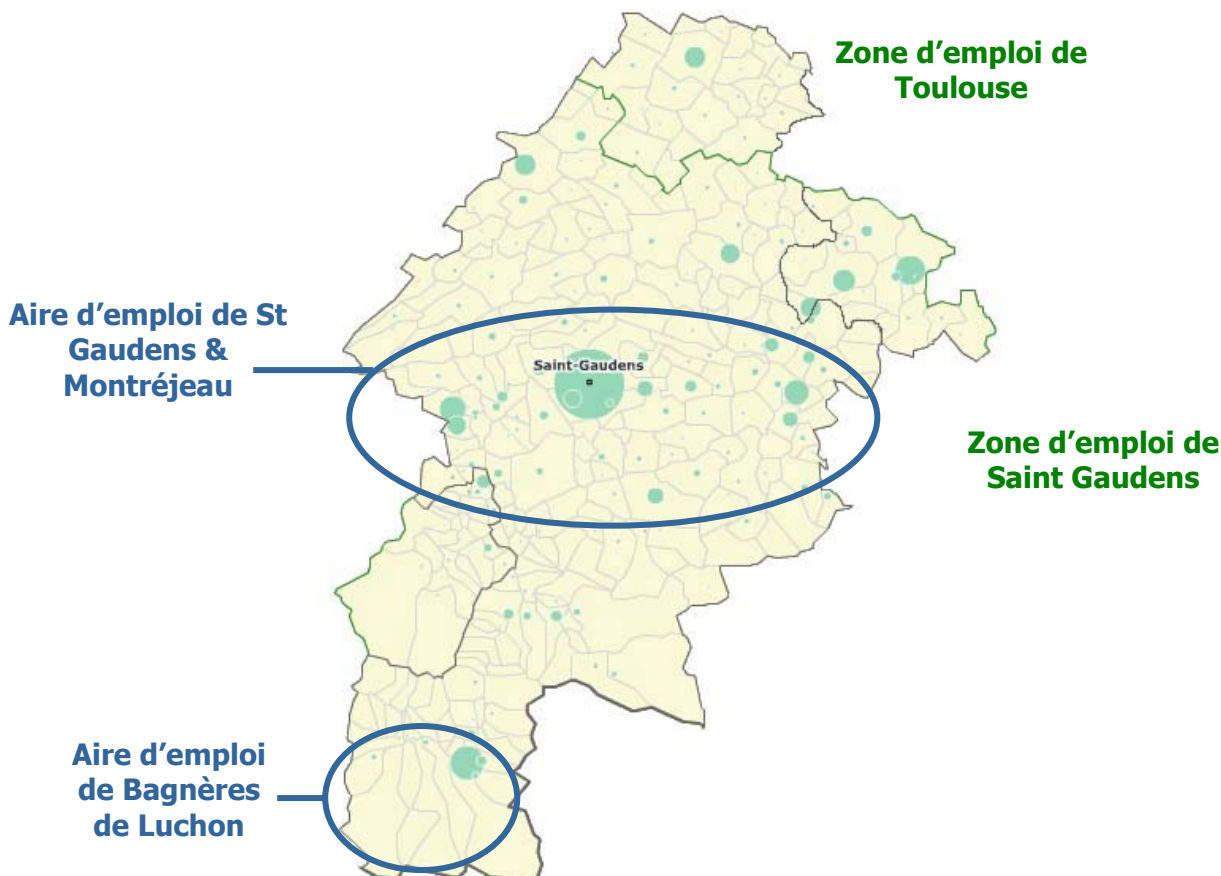 Zone d'emploi de
Toulouse
Aire d'emploi de St
Gaudens &
Montréjeau
Saint-Gaudens
Zone d'emploi de
Saint Gaudens
Aire d'emploi
de Bagnères
de Luchon